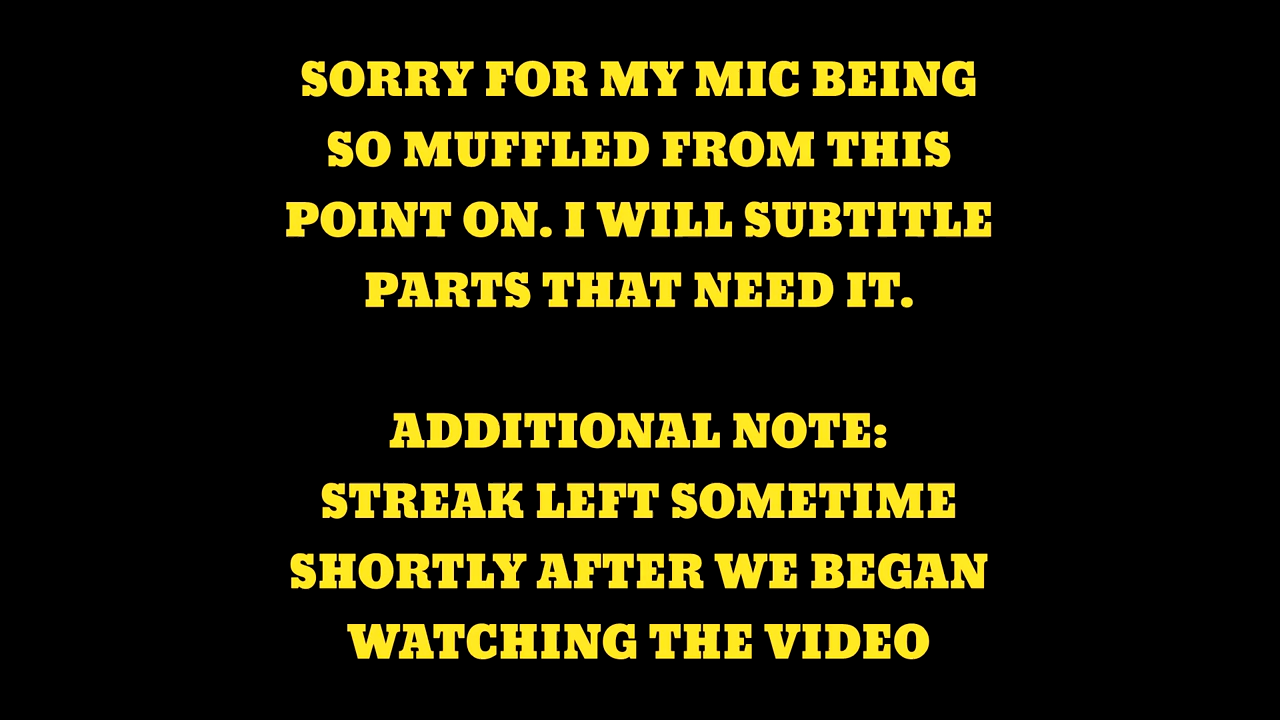 SORRY FOR MY MIC BEING
SO MUFFLED FROM THIS
POINT ON. I WILL SUBTITLE
PARTS THAT NEED IT.
ADDITIONAL NOTE:
STREAK LEFT SOMETIME
SHORTLY AFTER WE BEGAN
WATCHING THE VIDEO